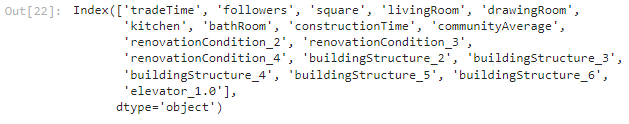 Out[22]: Index(['tradeTime', 'followers', 'square', 'livingRoom', 'drawingRoom',
'kitchen', 'bathRoom', 'constructionTime', 'communityAverage',
'renovationCondition_2', 'renovationCondition_3',
'renovationCondition_4', 'buildingStructure_2', 'buildingStructure_3',
'buildingStructure_4', 'buildingStructure_5', 'buildingStructure_6',
'elevator_1.0'],
dtype='object')